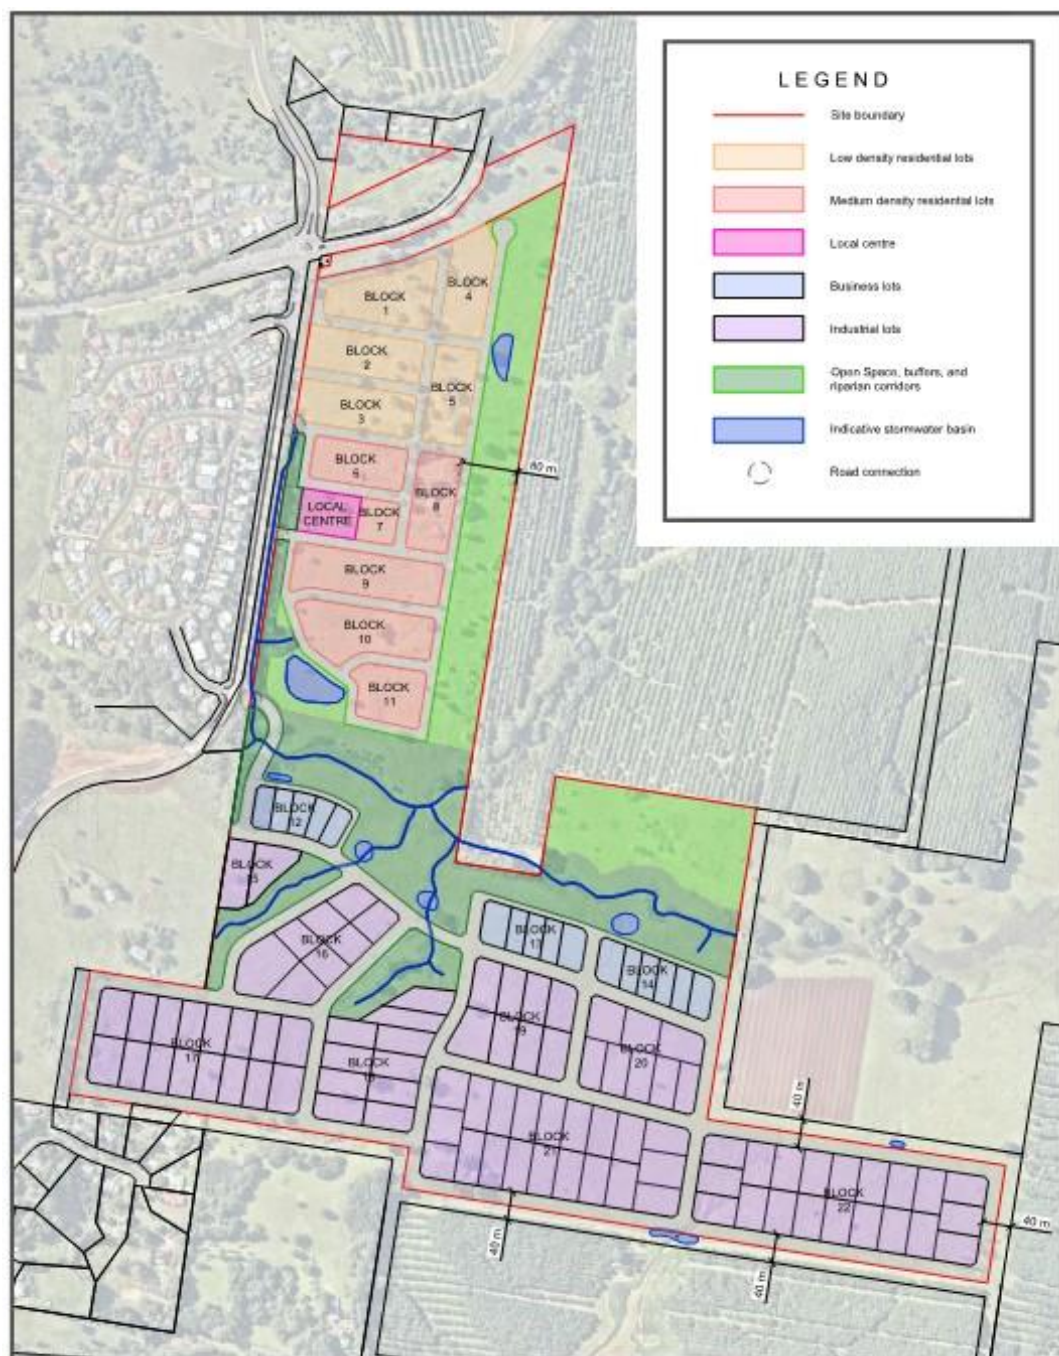 LEGEND
Site boundary
Low density residential lots
Medium density residential lots
Local centre
Business lots
Industrial lots
Open Space, buffers, and
riparian corridors
Indicative stormwater basin
Road connection
BLOCK
1
BLOCK
4
BLOCK
2
BLOCK
5
BLOCK
3
BLOCK
6
80 m
BLOCK
8
LOCAL
CENTRE
BLOCK
7
BLOCK
9
BLOCK
10
BLOCK
11
BLOCK
12
BLOCK
15
BLOCK
16
BLOCK
13
BLOCK
14
BLOCK
17
BLOCK
BLOCK
19
BLOCK
20
40 m
BLOCK
21
BLOCK
22
40 m
40 m
40 m